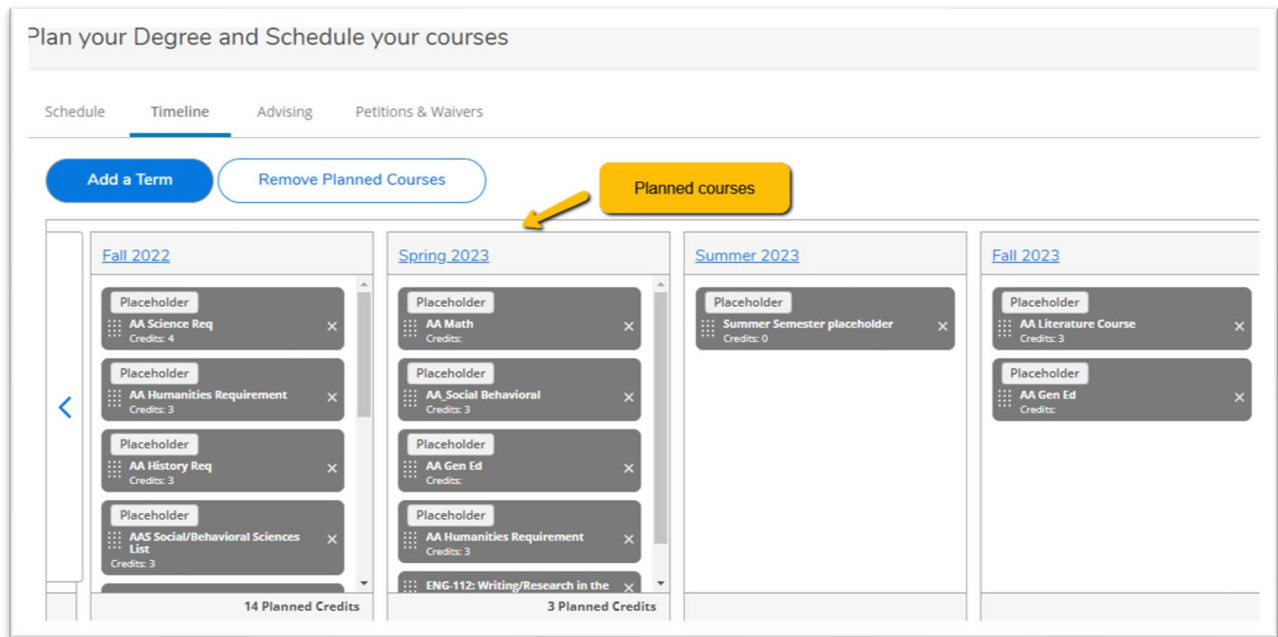 Plan your Degree and Schedule your courses
Schedule Timeline Advising Petitions & Waivers
Add a Term Remove Planned Courses
Planned courses
Fall 2022
Placeholder
AA Science Req
Credits: 4
Placeholder
AA Humanities Requirement
Credits: 3
Placeholder
AA History Req
Credits: 3
Placeholder
AAS Social/Behavioral Sciences
List
Credits: 3
14 Planned Credits
Spring 2023
Placeholder
AA Math
Credits:
Placeholder
AA_Social Behavioral
Credits: 3
Placeholder
AA Gen Ed
Credits:
Placeholder
AA Humanities Requirement
Credits: 3
ENG-112: Writing/Research in the
3 Planned Credits
Summer 2023
Placeholder
Summer Semester placeholder
Credits: 0
Fall 2023
Placeholder
AA Literature Course
Credits: 3
Placeholder
AA Gen Ed
Credits: